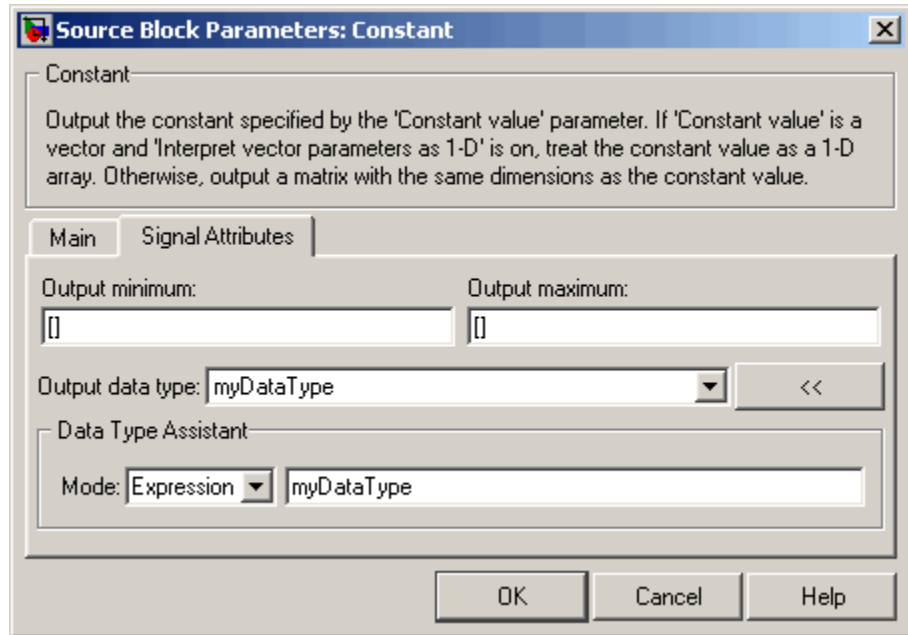 Source Block Parameters: Constant
Constant
Output the constant specified by the 'Constant value' parameter. If 'Constant value' is a
vector and 'Interpret vector parameters as 1-D' is on, treat the constant value as a 1-D
array. Otherwise, output a matrix with the same dimensions as the constant value.
Main Signal Attributes
Output minimum: Output maximum:
[] []
Output data type: myDataType <<
Data Type Assistant
Mode: Expression myDataType
OK Cancel Help